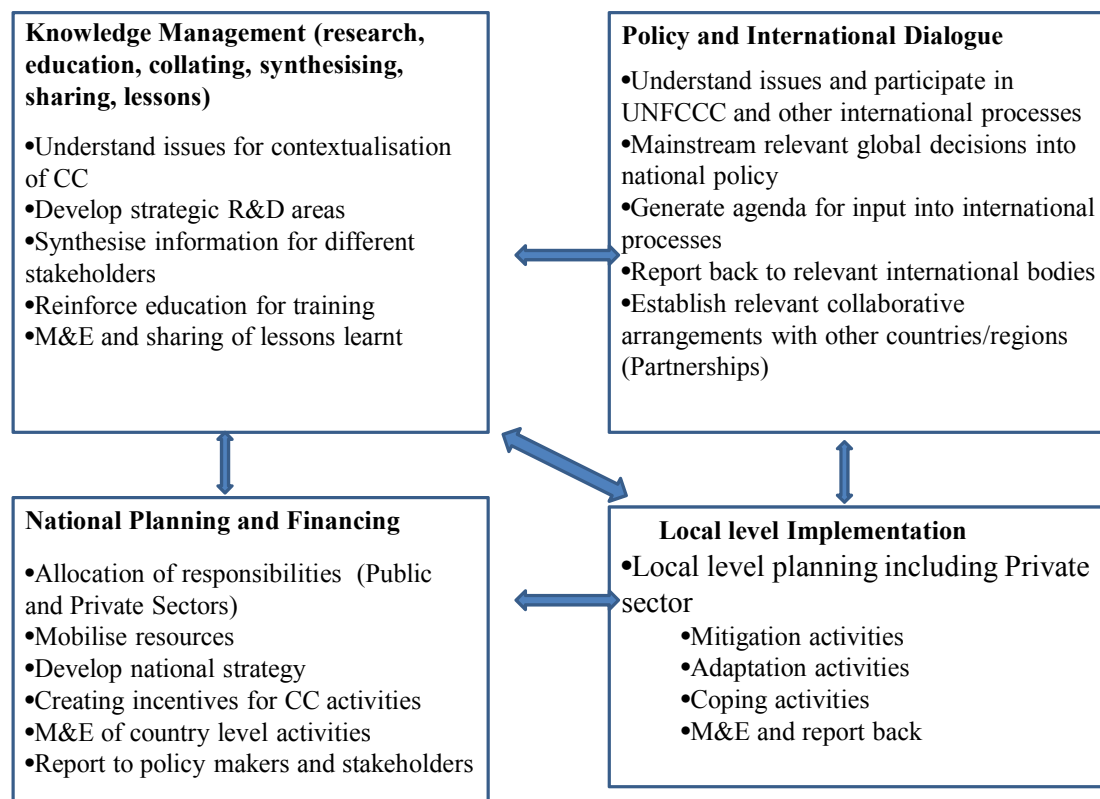 Knowledge Management (research,
education, collating, synthesising,
sharing, lessons)
•Understand issues for contextualisation
of CC
•Develop strategic R&D areas
•Synthesise information for different
stakeholders
•Reinforce education for training
•M&E and sharing of lessons learnt
Policy and International Dialogue
•Understand issues and participate in
UNFCCC and other international processes
•Mainstream relevant global decisions into
national policy
•Generate agenda for input into international
processes
•Report back to relevant international bodies
•Establish relevant collaborative
arrangements with other countries/regions
(Partnerships)
National Planning and Financing
•Allocation of responsibilities (Public
and Private Sectors)
•Mobilise resources
•Develop national strategy
•Creating incentives for CC activities
•M&E of country level activities
•Report to policy makers and stakeholders
Local level Implementation
•Local level planning including Private
sector
•Mitigation activities
•Adaptation activities
•Coping activities
•M&E and report back